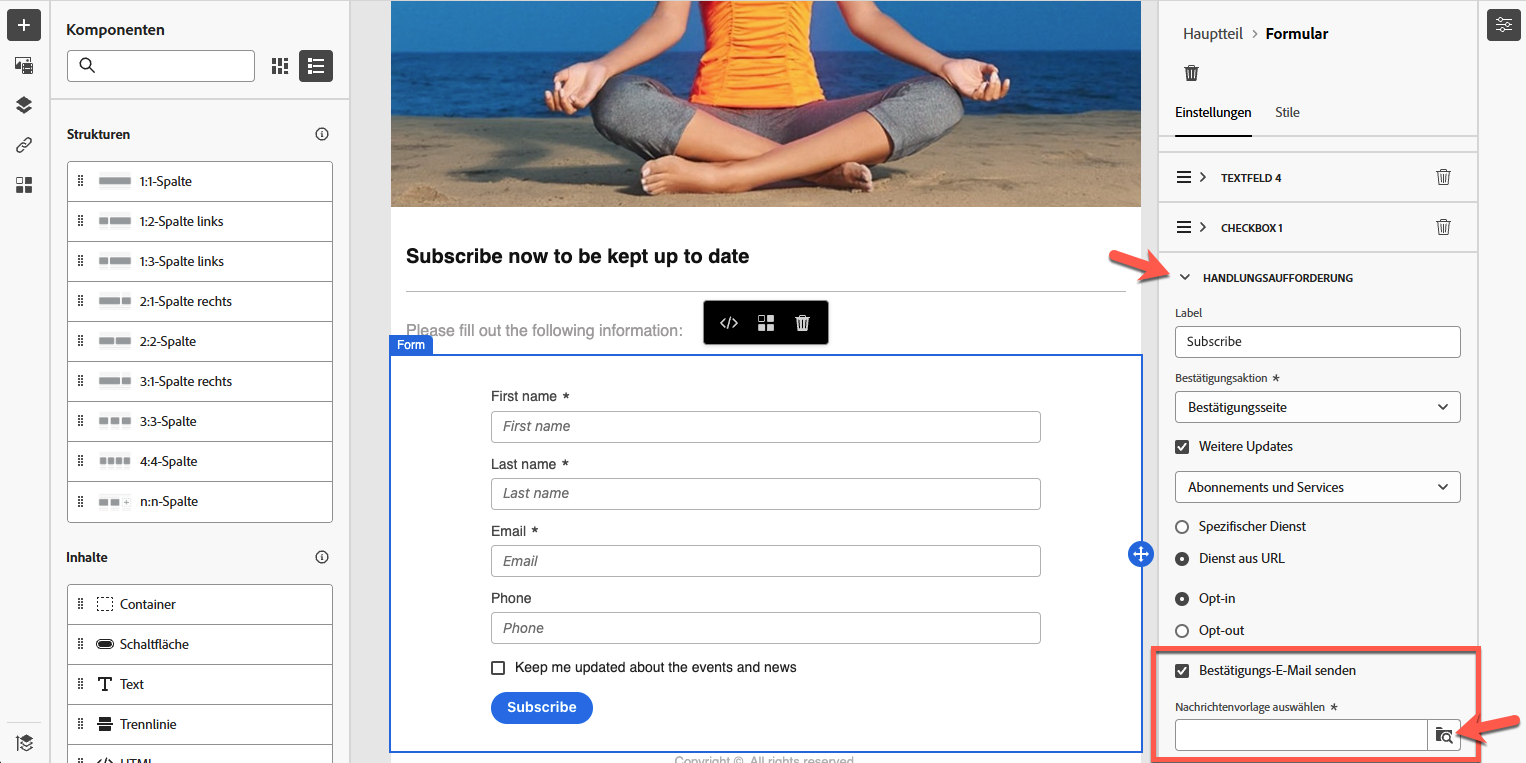 Komponenten
Strukturen
1:1-Spalte
1:2-Spalte links
1:3-Spalte links
2:1-Spalte rechts
2:2-Spalte
3:1-Spalte rechts
3:3-Spalte
4:4-Spalte
n:n-Spalte
Inhalte
Container
Schaltfläche
Text
Trennlinie
HTML
Subscribe now to be kept up to date
Please fill out the following information:
Form
First name *
First name
Last name *
Last name
Email *
Email
Phone
Phone
Keep me updated about the events and news
Subscribe
Copyright ©. All rights reserved
Hauptteil > Formular
Einstellungen
Stile
TEXTFELD 4
CHECKBOX 1
HANDLUNGSAUFFORDERUNG
Label
Subscribe
Bestätigungsaktion *
Bestätigungsseite
Weitere Updates
Abonnements und Services
Spezifischer Dienst
Dienst aus URL
Opt-in
Opt-out
Bestätigungs-E-Mail senden
Nachrichtenvorlage auswählen *